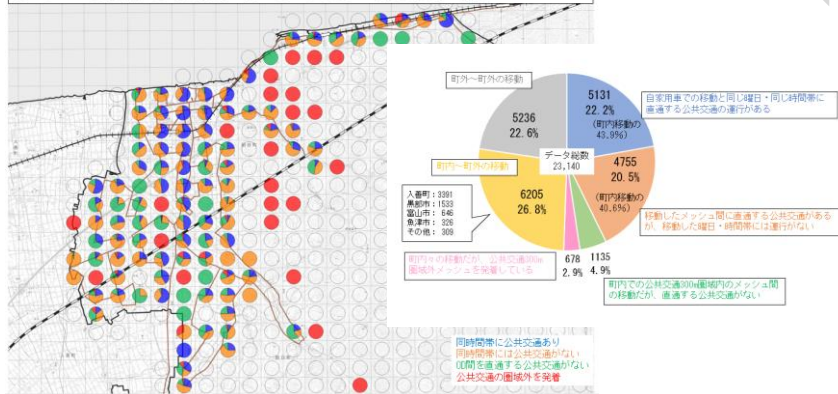 町外～町外の移動
5236
22.6%
5131
22.2%
(町内移動の
43.9%)
自家用車での移動と同じ曜日・同じ時間帯に
直通する公共交通の運行がある
データ総数
23,140
町内～町外の移動
6205
26.8%
4755
20.5%
(町内移動の
40.6%)
入善町：3391
黒部市：1533
富山市： 646
魚津市： 326
その他： 309
移動したメッシュ間に直通する公共交通がある
が、移動した曜日・時間帯には運行がない
町内々の移動だが、公共交通300m
圏域外メッシュを発着している
678
2.9%
1135
4.9%
町内での公共交通300m圏域内のメッシュ間
の移動だが、直通する公共交通がない
同時間帯に公共交通あり
同時間帯には公共交通がない
OD間を直通する公共交通がない
公共交通の圏域外を発着